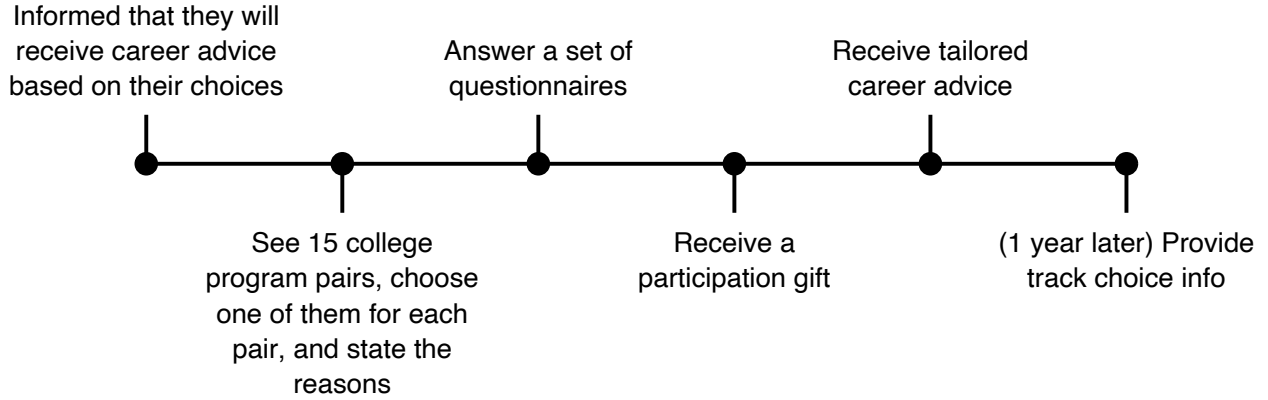 Informed that they will
receive career advice
based on their choices
See 15 college
program pairs, choose
one of them for each
pair, and state the
reasons
Answer a set of
questionnaires
Receive a
participation gift
Receive tailored
career advice
(1 year later) Provide
track choice info